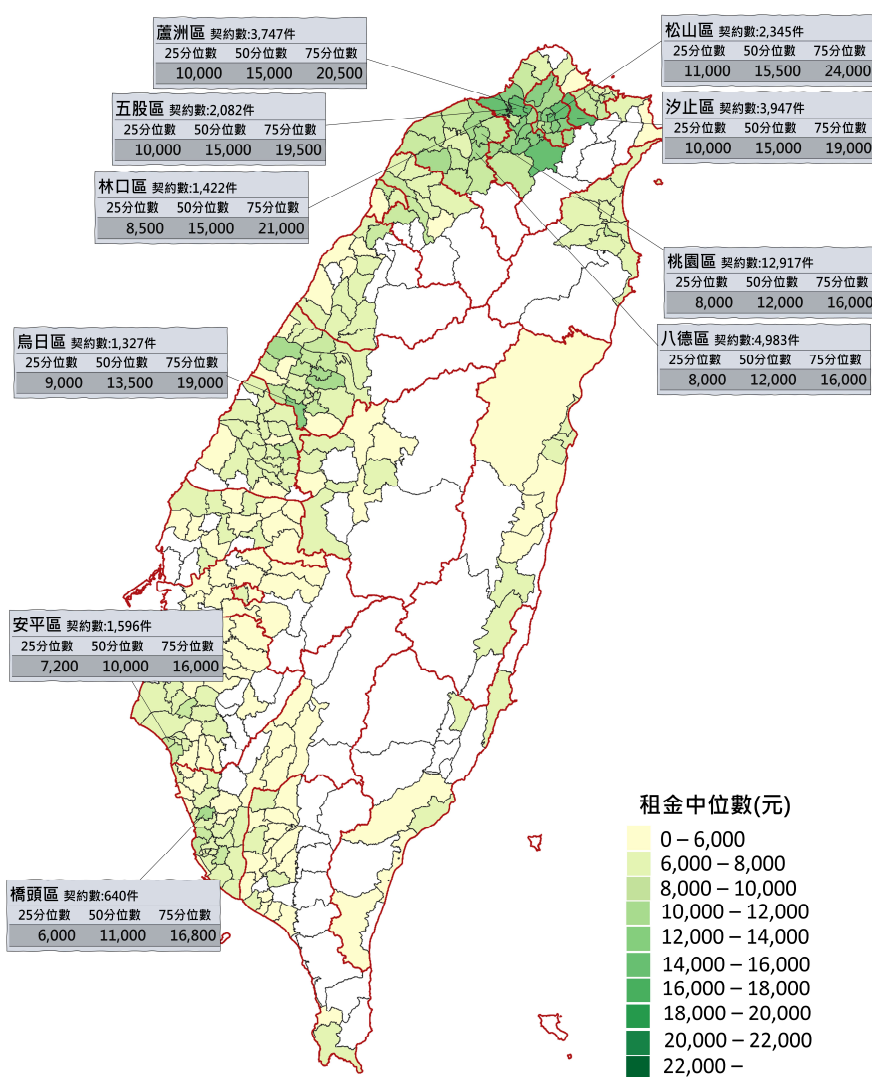 蘆洲區 契約數:3,747件
25分位數 50分位數 75分位數
10,000 15,000 20,500
松山區 契約數:2,345件
25分位數 50分位數 75分位數
11,000 15,500 24,000
五股區 契約數:2,082件
25分位數 50分位數 75分位數
10,000 15,000 19,500
汐止區 契約數:3,947件
25分位數 50分位數 75分位數
10,000 15,000 19,000
林口區 契約數:1,422件
25分位數 50分位數 75分位數
8,500 15,000 21,000
桃園區 契約數:12,917件
25分位數 50分位數 75分位數
8,000 12,000 16,000
烏日區 契約數:1,327件
25分位數 50分位數 75分位數
9,000 13,500 19,000
八德區 契約數:4,983件
25分位數 50分位數 75分位數
8,000 12,000 16,000
安平區 契約數:1,596件
25分位數 50分位數 75分位數
7,200 10,000 16,000
橋頭區 契約數:640件
25分位數 50分位數 75分位數
6,000 11,000 16,800
租金中位數(元)
0 – 6,000
6,000 – 8,000
8,000 – 10,000
10,000 – 12,000
12,000 – 14,000
14,000 – 16,000
16,000 – 18,000
18,000 – 20,000
20,000 – 22,000
22,000 –